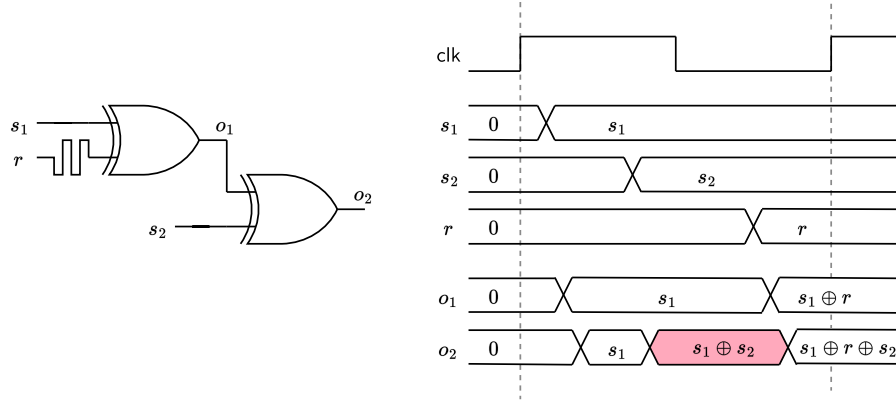 s₁
r
o₁
s₂
o₂
clk
s₁ 0 s₁
s₂ 0 s₂
r 0 r
o₁ 0 s₁ s₁ ⊕ r
o₂ 0 s₁ s₁ ⊕ s₂ s₁ ⊕ r ⊕ s₂